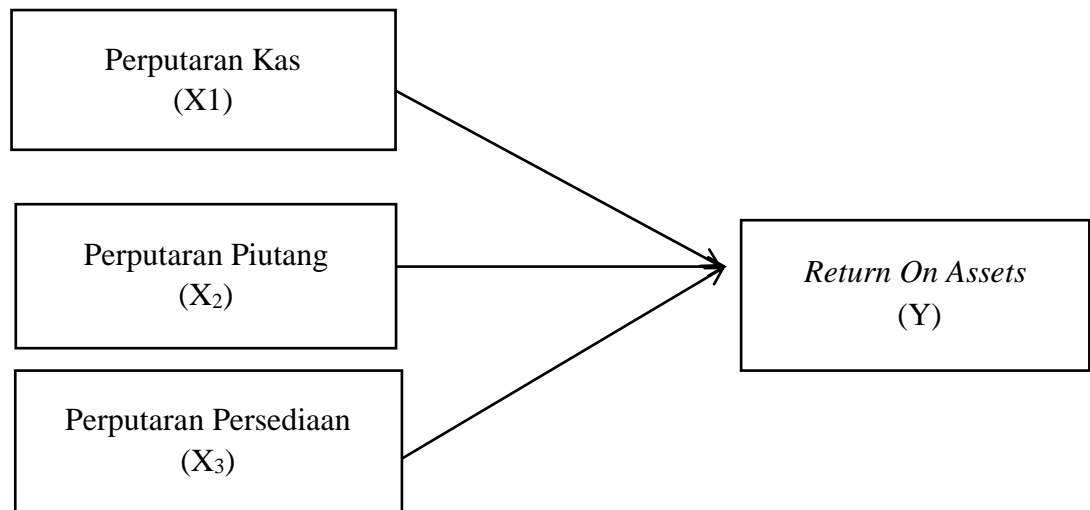 Perputaran Kas
(X1)
Perputaran Piutang
(X₂)
Perputaran Persediaan
(X₃)
Return On Assets
(Y)